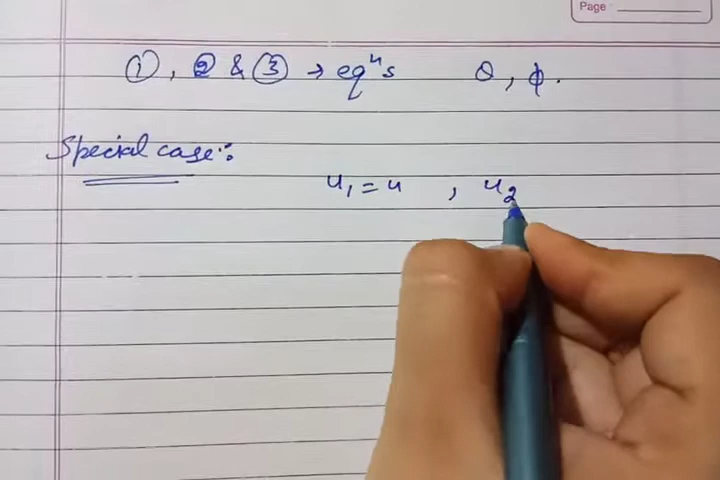 Page
①, ② & ③ → eqⁿs θ, ϕ.
Special case:
u₁ = u , u₂